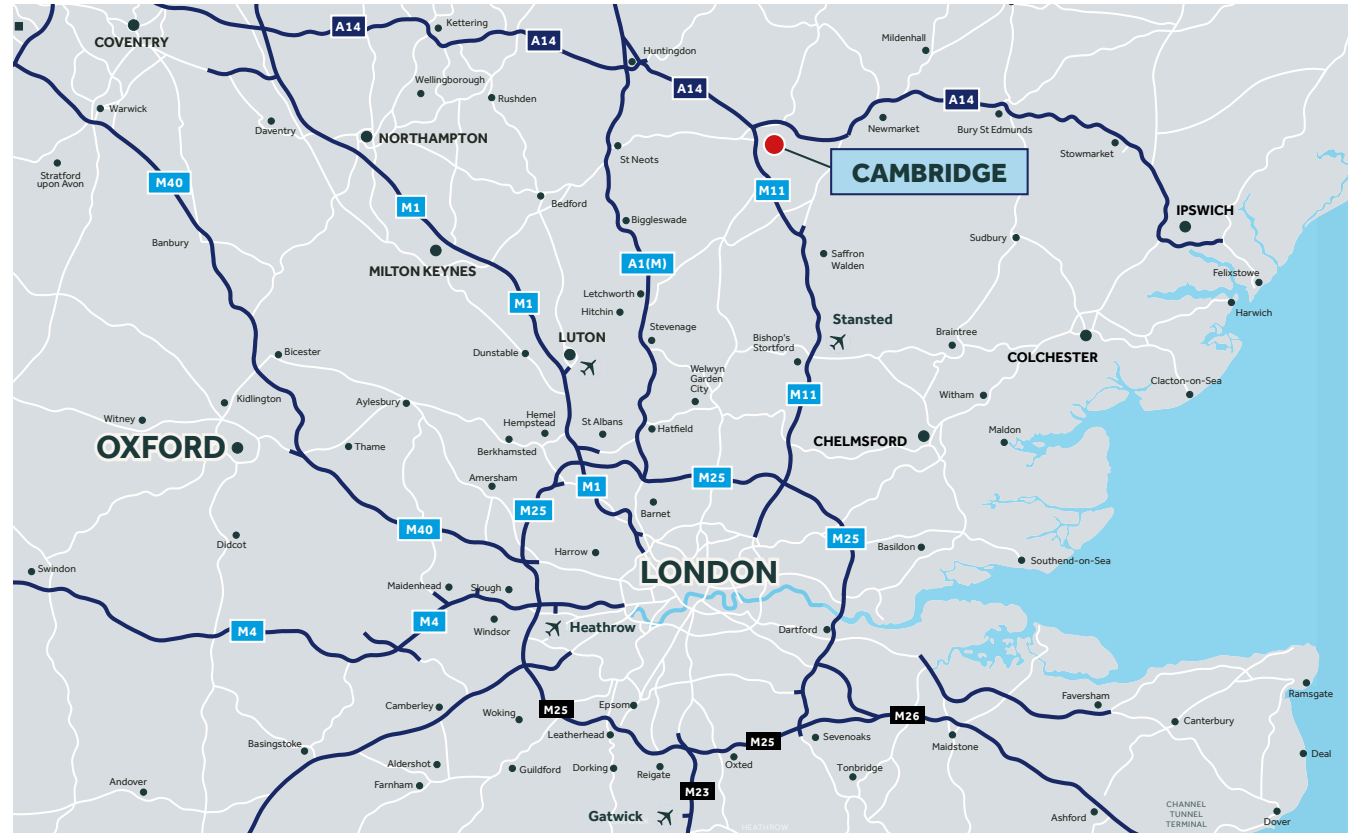 COVENTRY
A14
Kettering
A14
Huntingdon
Mildenhall
Wellingborough
Rushden
A14
A14
Warwick
Daventry
NORTHAMPTON
Newmarket
Bury St Edmunds
Stowmarket
St Neots
Stratford
upon Avon
M40
CAMBRIDGE
M11
Bedford
M1
Biggleswade
IPSWICH
Banbury
Sudbury
Saffron
Walden
MILTON KEYNES
A1(M)
Felixstowe
Letchworth
M1
Hitchin
Harwich
Stansted
Stevenage
LUTON
Bishop's
Stortford
Braintree
Bicester
Dunstable
COLCHESTER
Welwyn
Garden
City
Clacton-on-Sea
M11
Witham
Kidlington
Aylesbury
Witney
Hemel
Hempstead
St Albans
Hatfield
Maldon
OXFORD
Thame
Berkhamsted
CHELMSFORD
Amersham
M25
M1
M25
Barnet
M40
M25
Didcot
Harrow
Basildon
Southend-on-Sea
Swindon
LONDON
Maidenhead
Slough
M4
M4
Windsor
Heathrow
Dartford
Faversham
Ramsgate
Camberley
Woking
M25
Epsom
M26
Canterbury
Leatherhead
M25
Sevenoaks
Maidstone
Basingstoke
Deal
Aldershot
Guildford
Dorking
Reigate
Oxted
Tonbridge
Andover
Farnham
M23
Gatwick
Ashford
CHANNEL
TUNNEL
TERMINAL
Dover
HEATHROW